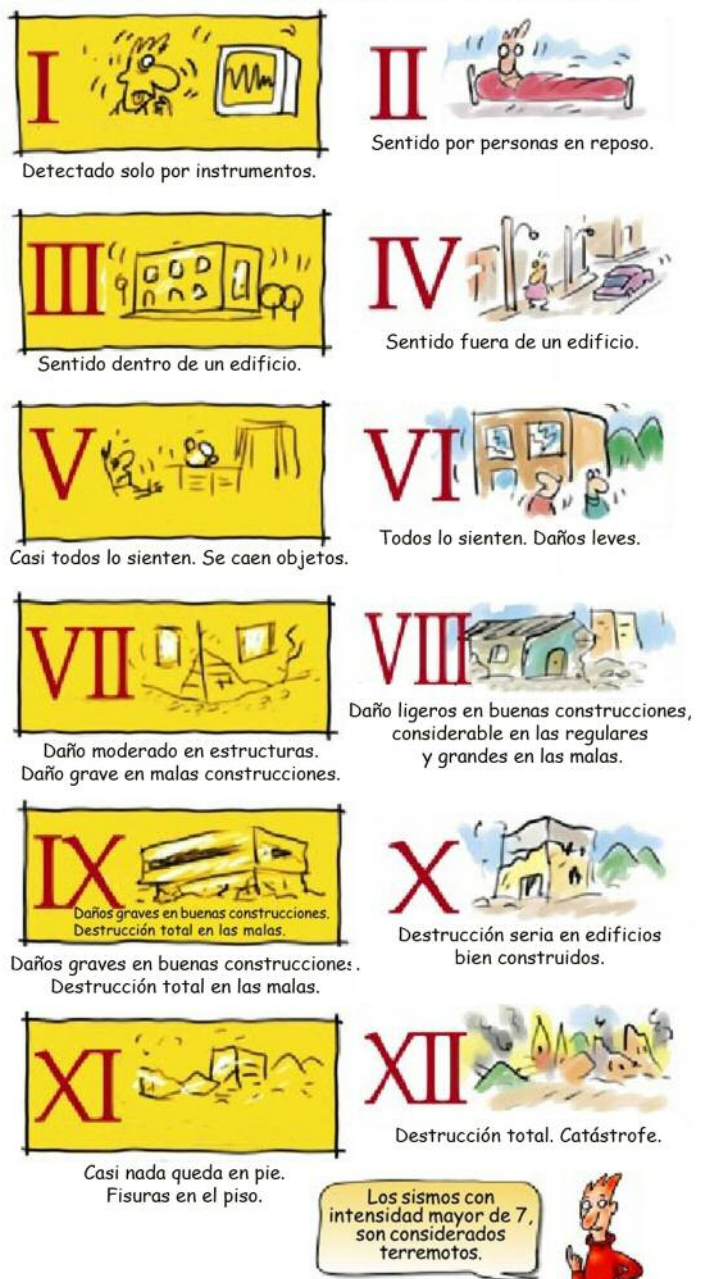 I
Detectado solo por instrumentos.
II
Sentido por personas en reposo.
III
Sentido dentro de un edificio.
IV
Sentido fuera de un edificio.
V
Casi todos lo sienten. Se caen objetos.
VI
Todos lo sienten. Daños leves.
VII
Daño moderado en estructuras.
Daño grave en malas construcciones.
VIII
Daño ligeros en buenas construcciones,
considerable en las regulares
y grandes en las malas.
IX
Daños graves en buenas construcciones.
Destrucción total en las malas.
Daños graves en buenas construcciones.
Destrucción total en las malas.
X
Destrucción seria en edificios
bien construidos.
XI
Casi nada queda en pie.
Fisuras en el piso.
XII
Destrucción total. Catástrofe.
Los sismos con
intensidad mayor de 7,
son considerados
terremotos.